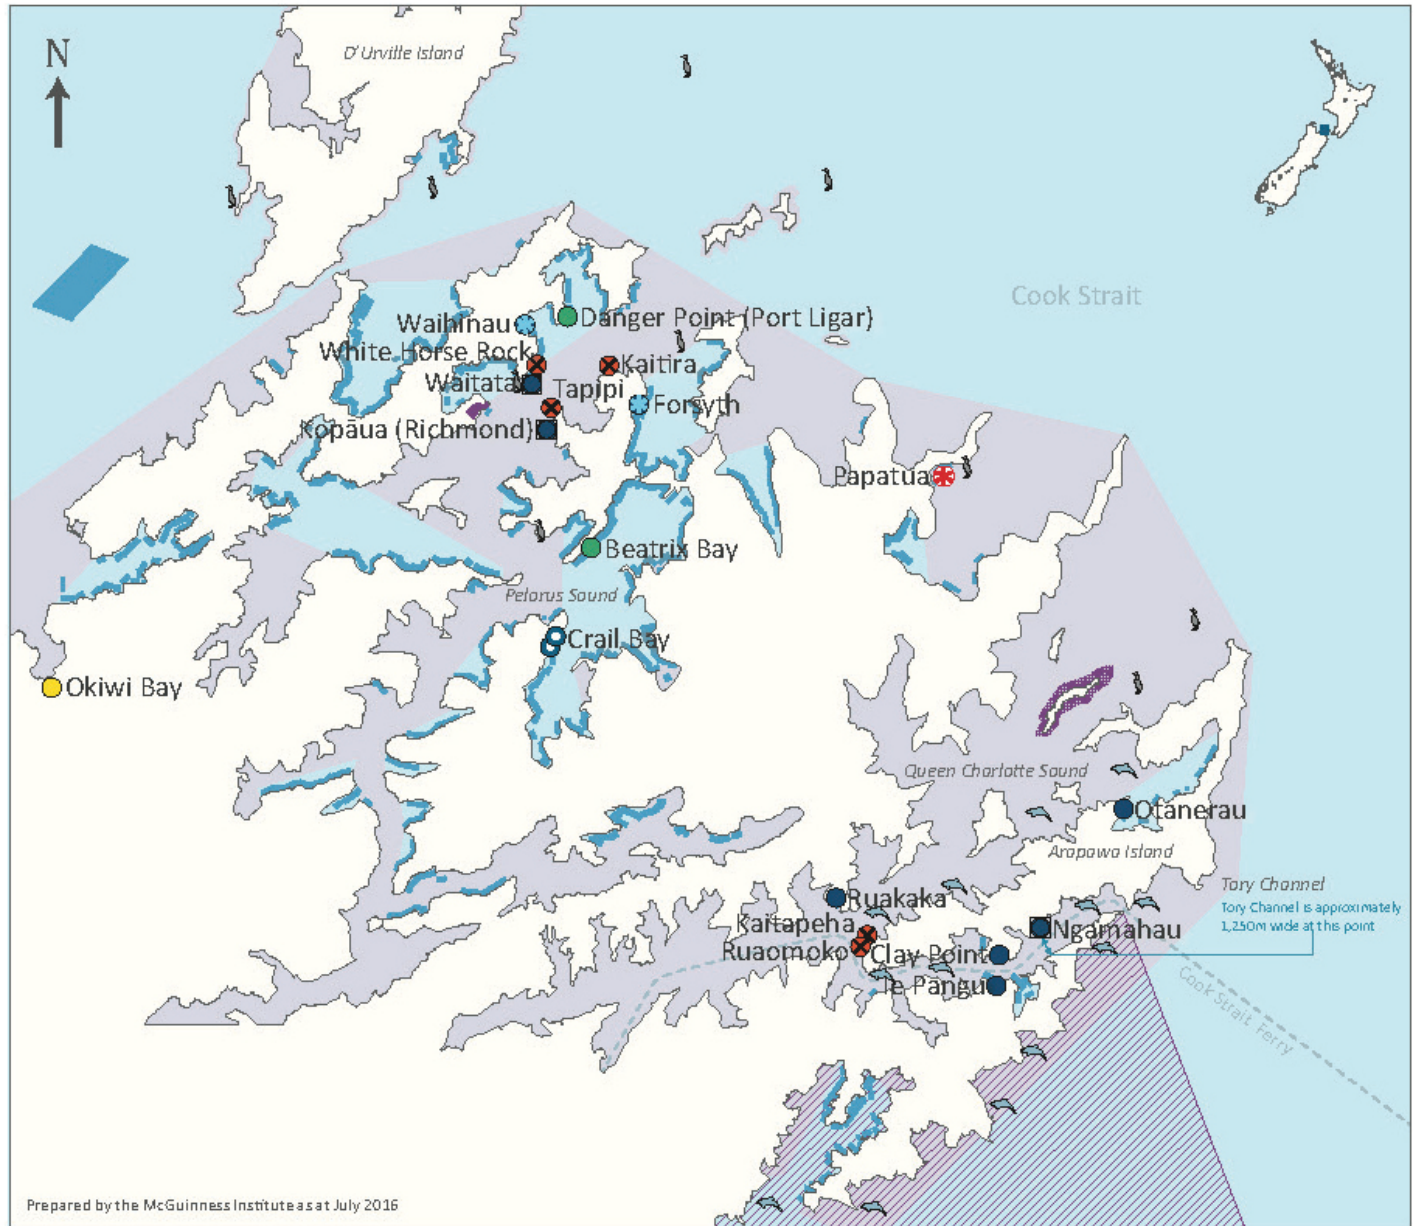 D'Urville Island
N
Cook Strait
Danger Point (Port Ligar)
Waihinau
White Horse Rock
Kaitira
Waitata
Tapipi
Forsyth
Kopāua (Richmond)
Papatua
Beatrix Bay
Pelorus Sound
Crail Bay
Okiwi Bay
Queen Charlotte Sound
Otanerau
Arapawa Island
Tory Channel
Tory Channel is approximately
1,250m wide at this point
Ruakaka
Kaitapeha
Ngamahau
Ruaomoko
Clay Point
Te Pāngu
Cook Strait Ferry
Prepared by the McGuinness Institute as at July 2016